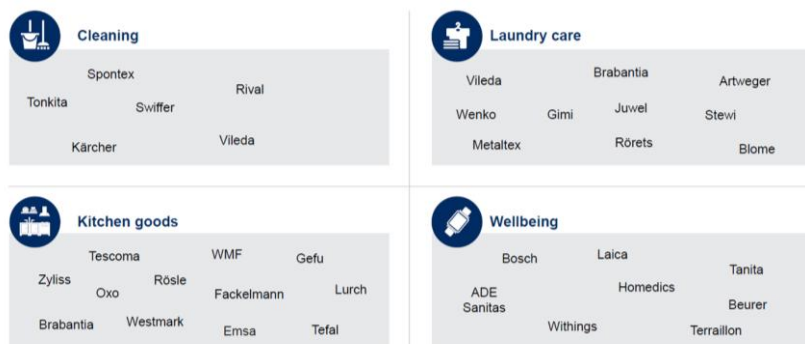 Cleaning
Spontex
Rival
Tonkita
Swiffer
Vileda
Kärcher
Laundry care
Brabantia
Vileda
Artweger
Juwel
Wenko
Gimi
Stewi
Rörets
Metaltex
Blome
Kitchen goods
WMF
Tescoma
Gefu
Zyliss
Rösle
Lurch
Oxo
Fackelmann
Westmark
Brabantia
Tefal
Emsa
Wellbeing
Laica
Bosch
Tanita
Homedics
ADE
Sanitas
Beurer
Withings
Terraillon